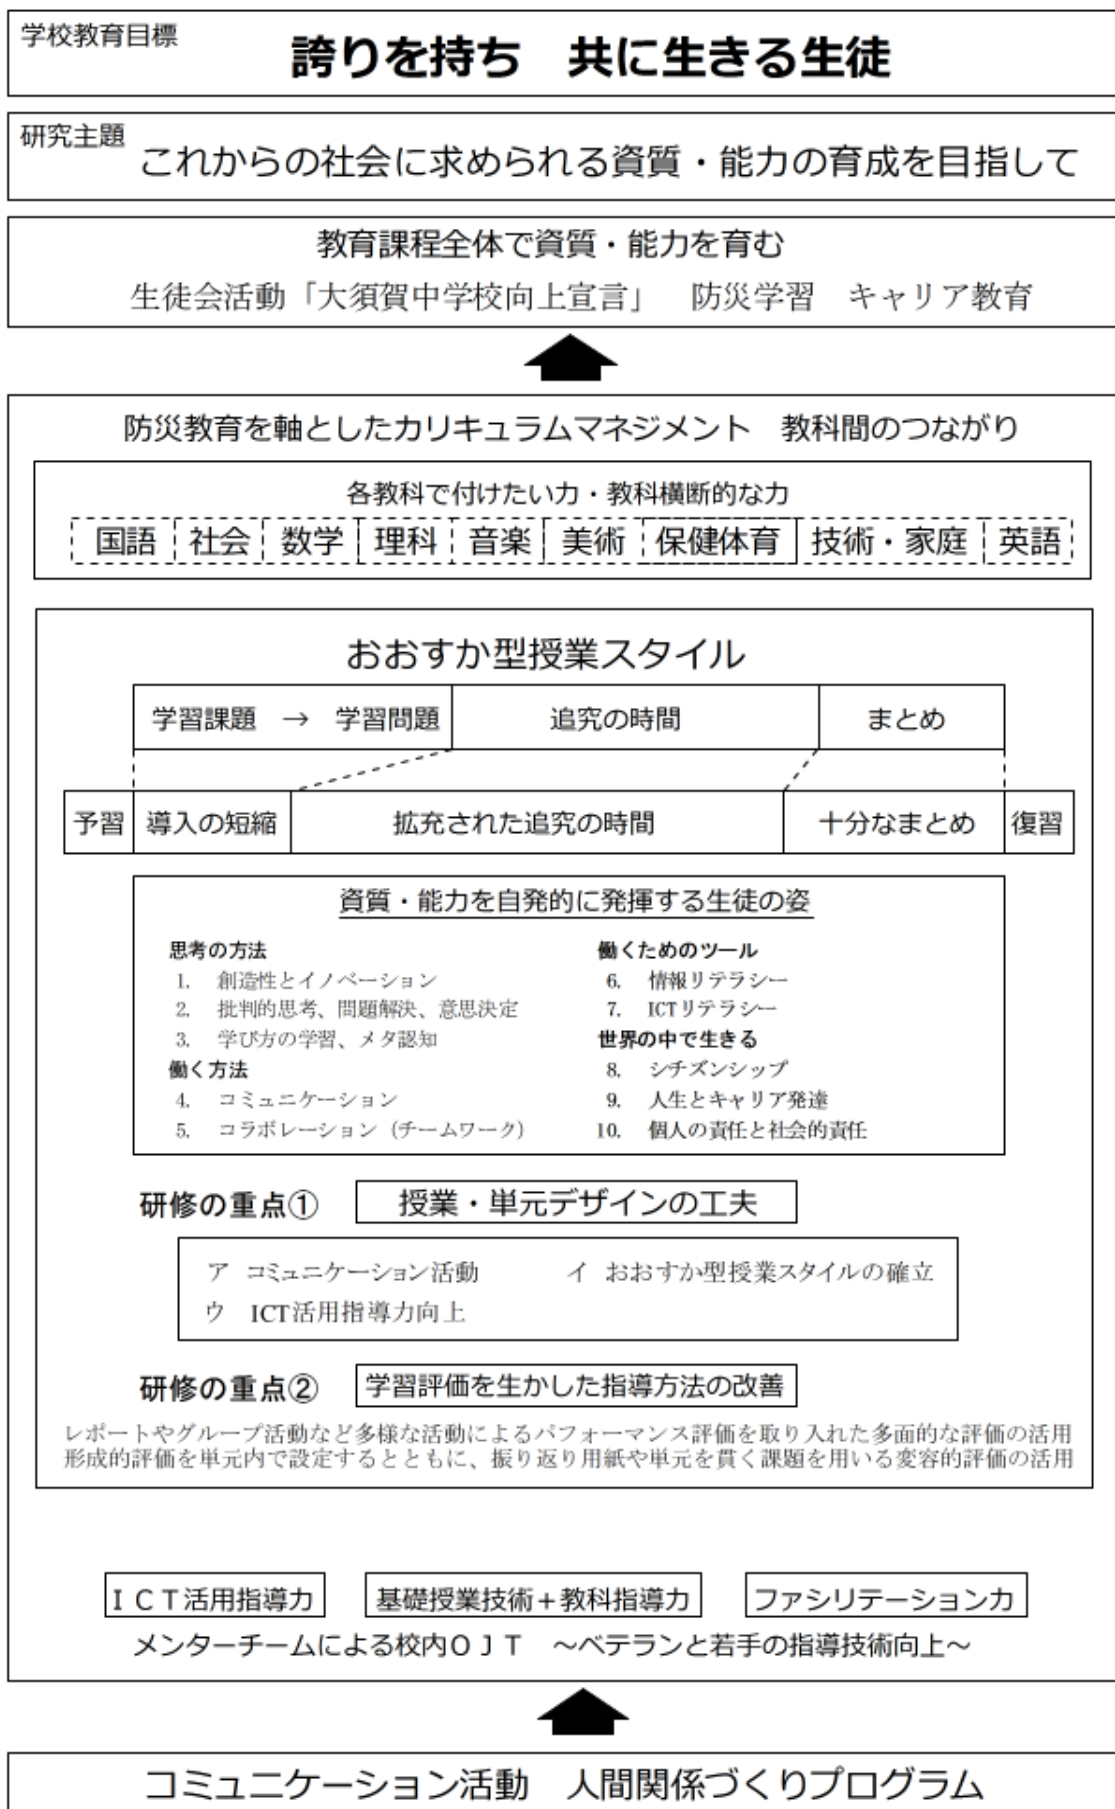 学校教育目標
誇りを持ち　共に生きる生徒
研究主題
これからの社会に求められる資質・能力の育成を目指して
教育課程全体で資質・能力を育む
生徒会活動「大須賀中学校向上宣言」　防災学習　キャリア教育
防災教育を軸としたカリキュラムマネジメント　教科間のつながり
各教科で付けたい力・教科横断的な力
国語 社会 数学 理科 音楽 美術 保健体育 技術・家庭 英語
おおすか型授業スタイル
学習課題　→　学習問題 追究の時間 まとめ
予習 導入の短縮 拡充された追究の時間 十分なまとめ 復習
資質・能力を自発的に発揮する生徒の姿
思考の方法
1.　創造性とイノベーション
2.　批判的思考、問題解決、意思決定
3.　学び方の学習、メタ認知
働く方法
4.　コミュニケーション
5.　コラボレーション（チームワーク）
働くためのツール
6.　情報リテラシー
7.　ICTリテラシー
世界の中で生きる
8.　シチズンシップ
9.　人生とキャリア発達
10.　個人の責任と社会的責任
研修の重点① 授業・単元デザインの工夫
ア　コミュニケーション活動　　　イ　おおすか型授業スタイルの確立
ウ　ICT活用指導力向上
研修の重点② 学習評価を生かした指導方法の改善
レポートやグループ活動など多様な活動によるパフォーマンス評価を取り入れた多面的な評価の活用
形成的評価を単元内で設定するとともに、振り返り用紙や単元を貫く課題を用いる変容的評価の活用
ＩＣＴ活用指導力 基礎授業技術＋教科指導力 ファシリテーション力
メンターチームによる校内ＯＪＴ　～ベテランと若手の指導技術向上～
コミュニケーション活動　人間関係づくりプログラム